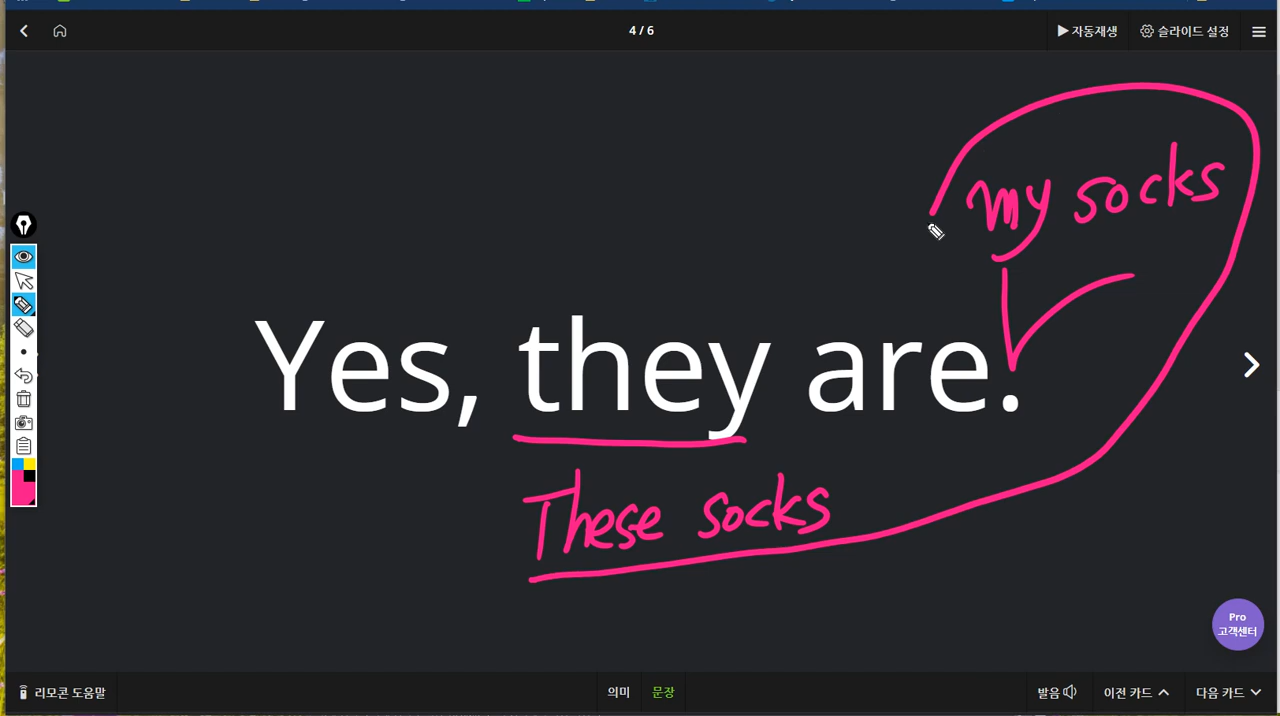 4 / 6
자동재생
슬라이드 설정
My socks
Yes, they are.
These socks
Pro
고객센터
리모콘 도움말
의미
문장
발음
이전 카드
다음 카드